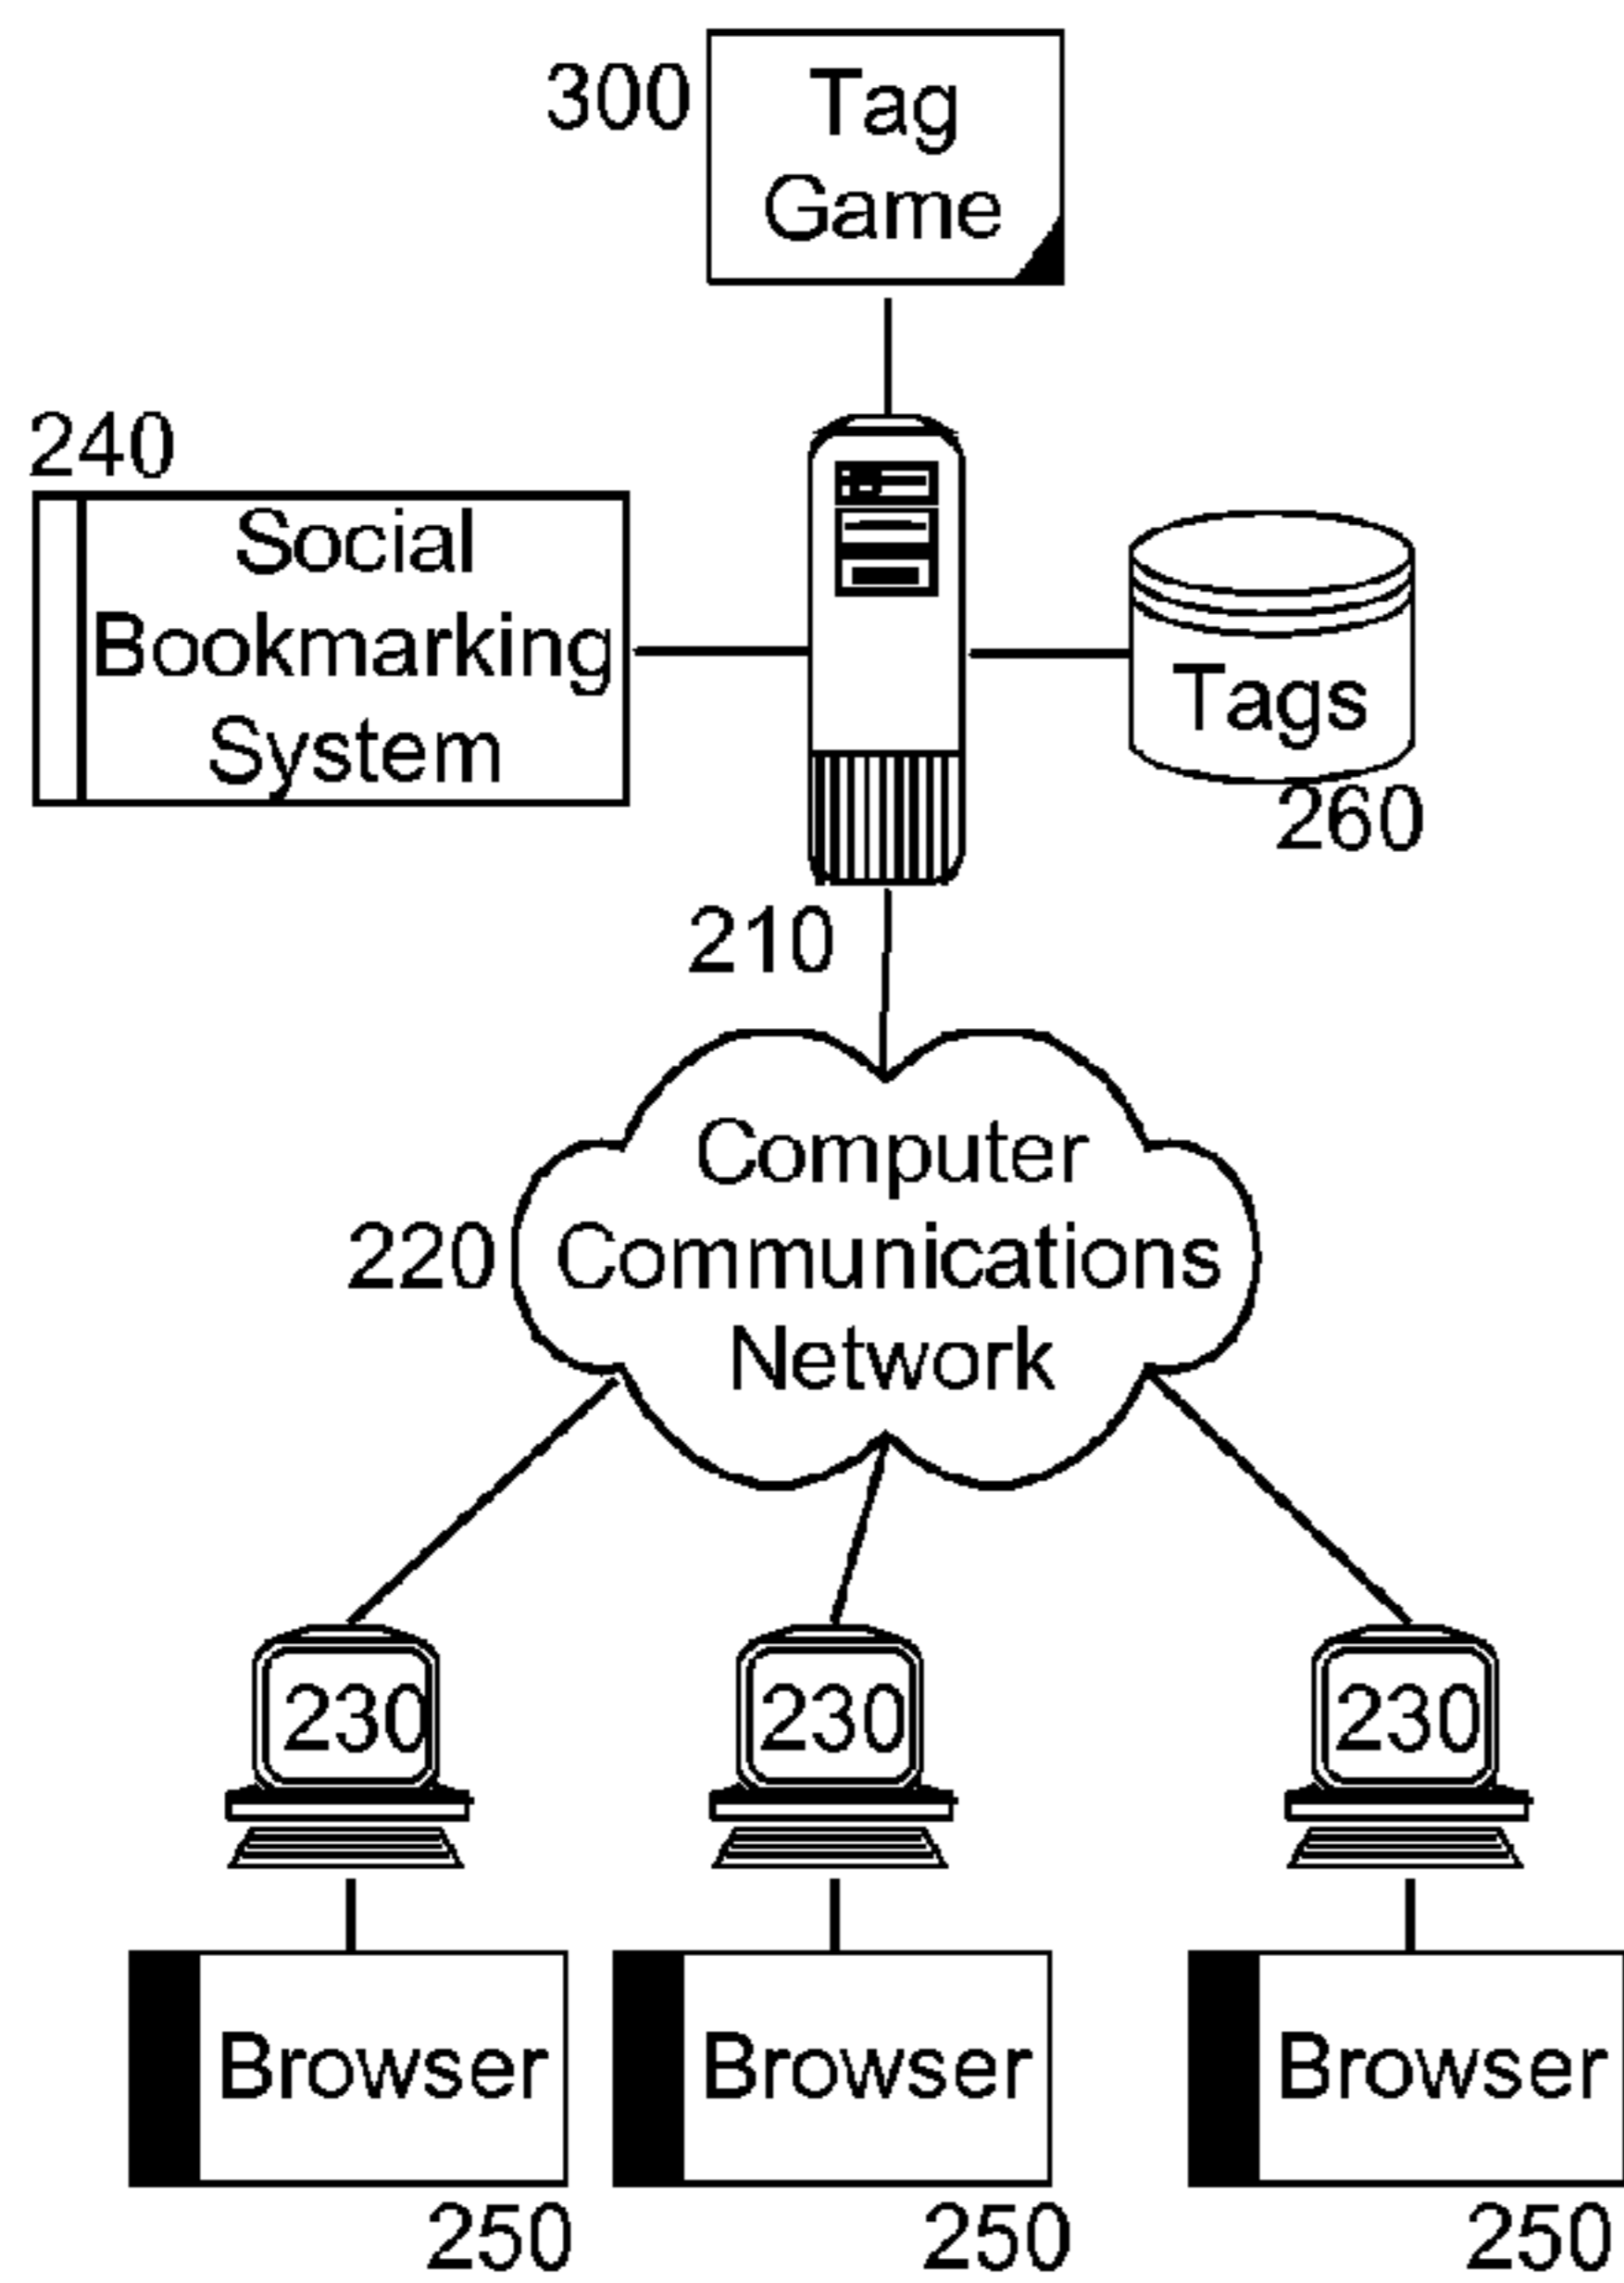 300
Tag
Game
240
Social
Bookmarking
System
Tags
260
210
Computer
220
Communications
Network
230
230
230
Browser
Browser
Browser
250
250
250